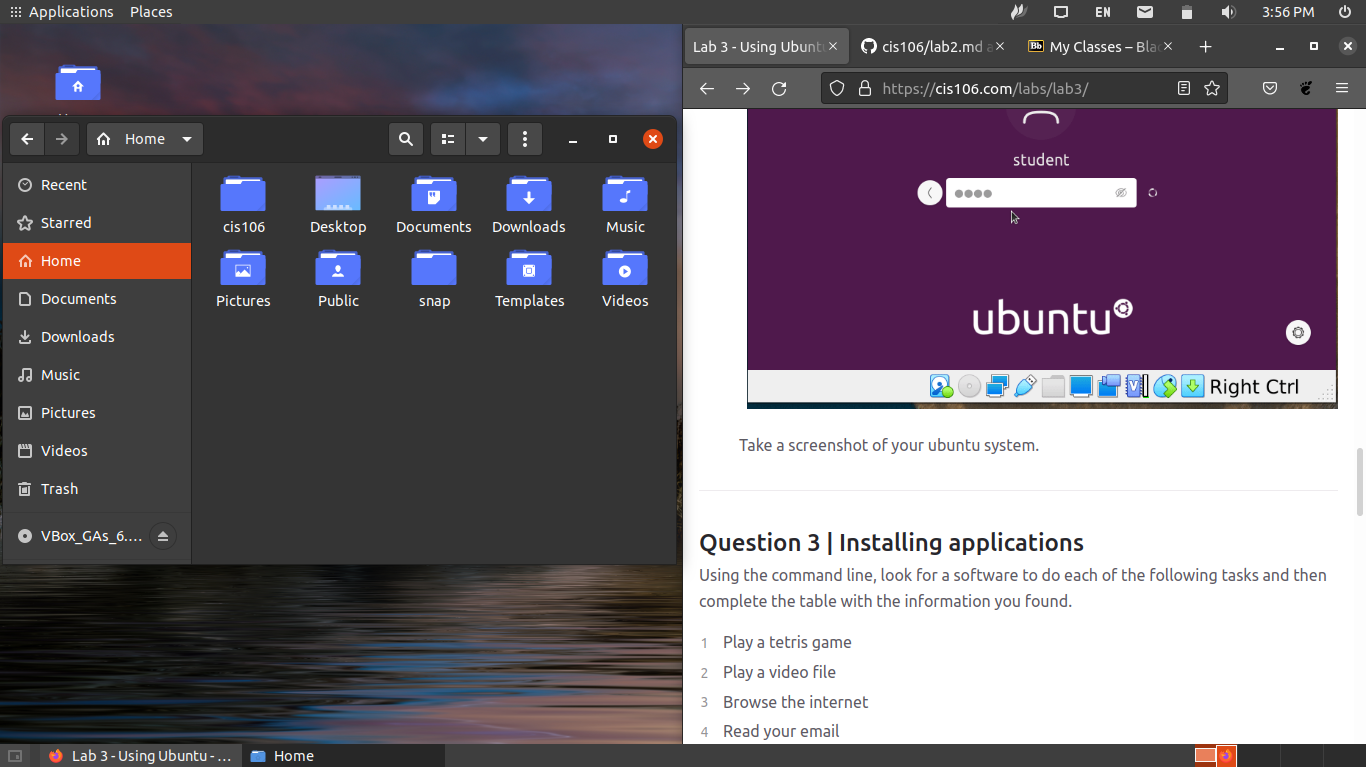 Applications Places
EN
3:56 PM
Home
Recent
Starred
Home
Documents
Downloads
Music
Pictures
Videos
Trash
VBox_GAs_6....
cis106 Desktop Documents Downloads Music
Pictures Public snap Templates Videos
Lab 3 - Using Ubunt
cis106/lab2.md a
Bb My Classes – Bla
https://cis106.com/labs/lab3/
student
ubuntu
V
Right Ctrl
Take a screenshot of your ubuntu system.
Question 3 | Installing applications
Using the command line, look for a software to do each of the following tasks and then
complete the table with the information you found.
1 Play a tetris game
2 Play a video file
3 Browse the internet
4 Read your email
Lab 3 - Using Ubuntu - ...
Home